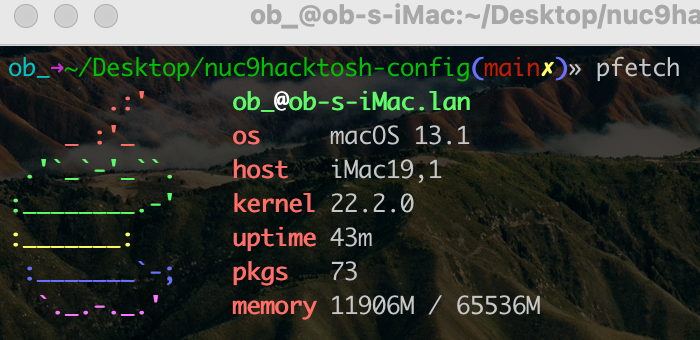 ob_@ob-s-iMac:~/Desktop/nuc9ha
ob_➜~/Desktop/nuc9hacktosh-config(main✗)» pfetch
ob_@ob-s-iMac.lan
os macOS 13.1
host iMac19,1
kernel 22.2.0
uptime 43m
pkgs 73
memory 11906M / 65536M